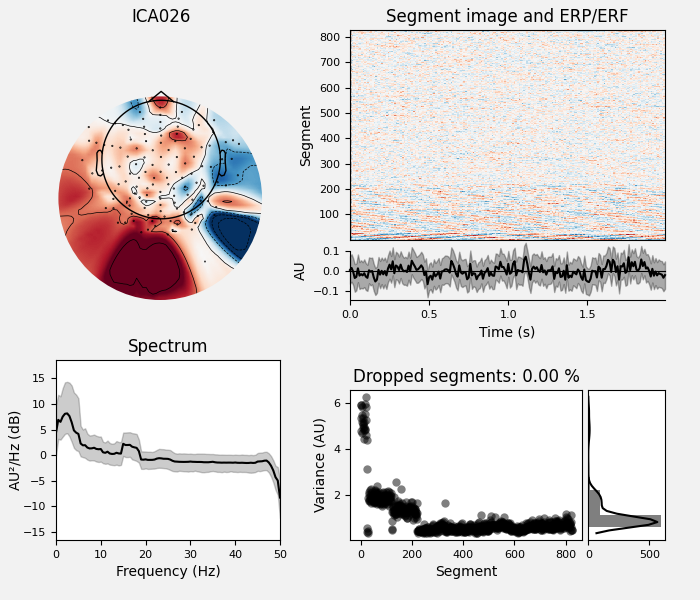 ICA026
Segment image and ERP/ERF
800
700
600
500
400
300
200
100
Segment
0.1
0.0
−0.1
AU
0.0 0.5 1.0 1.5
Time (s)
Spectrum
15
10
5
0
−5
−10
−15
AU²/Hz (dB)
0 10 20 30 40 50
Frequency (Hz)
Dropped segments: 0.00 %
6
4
2
Variance (AU)
0 200 400 600 800
Segment
0 500